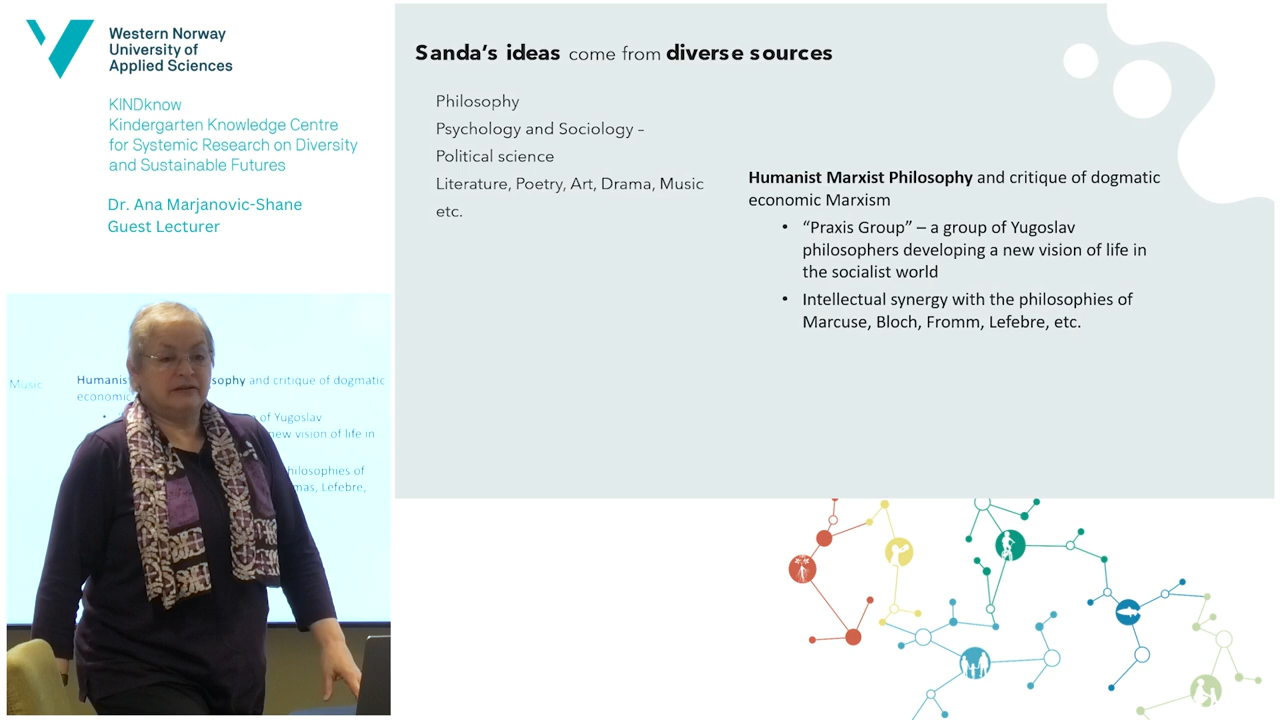 Western Norway
University of
Applied Sciences
KINDknow
Kindergarten Knowledge Centre
for Systemic Research on Diversity
and Sustainable Futures
Dr. Ana Marjanovic-Shane
Guest Lecturer
Sanda's ideas come from diverse sources
Philosophy
Psychology and Sociology –
Political science
Literature, Poetry, Art, Drama, Music
etc.
Humanist Marxist Philosophy and critique of dogmatic
economic Marxism
• "Praxis Group" – a group of Yugoslav
philosophers developing a new vision of life in
the socialist world
• Intellectual synergy with the philosophies of
Marcuse, Bloch, Fromm, Lefebre, etc.
Music
Humanist and critique of dogmatic
economic
• of Yugoslav
new vision of life in
philosophies of
Lefebre,